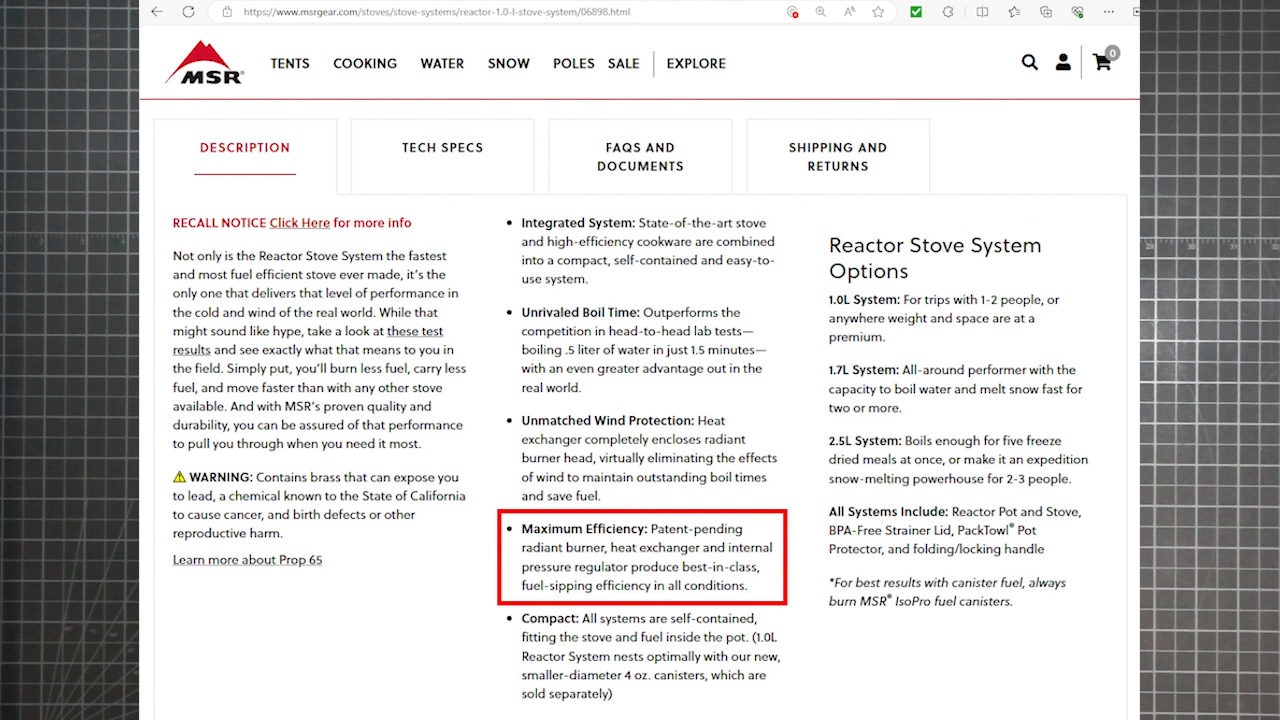 https://www.msrgear.com/stoves/stove-systems/reactor-1.0-l-stove-system/06898.html
MSR®
TENTS COOKING WATER SNOW POLES SALE EXPLORE
0
DESCRIPTION
TECH SPECS
FAQS AND
DOCUMENTS
SHIPPING AND
RETURNS
RECALL NOTICE Click Here for more info
Not only is the Reactor Stove System the fastest
and most fuel efficient stove ever made, it's the
only one that delivers that level of performance in
the cold and wind of the real world. While that
might sound like hype, take a look at these test
results and see exactly what that means to you in
the field. Simply put, you'll burn less fuel, carry less
fuel, and move faster than with any other stove
available. And with MSR's proven quality and
durability, you can be assured of that performance
to pull you through when you need it most.
WARNING: Contains brass that can expose you
to lead, a chemical known to the State of California
to cause cancer, and birth defects or other
reproductive harm.
Learn more about Prop 65
• Integrated System: State-of-the-art stove
and high-efficiency cookware are combined
into a compact, self-contained and easy-to-
use system.
• Unrivaled Boil Time: Outperforms the
competition in head-to-head lab tests—
boiling .5 liter of water in just 1.5 minutes—
with an even greater advantage out in the
real world.
• Unmatched Wind Protection: Heat
exchanger completely encloses radiant
burner head, virtually eliminating the effects
of wind to maintain outstanding boil times
and save fuel.
• Maximum Efficiency: Patent-pending
radiant burner, heat exchanger and internal
pressure regulator produce best-in-class,
fuel-sipping efficiency in all conditions.
• Compact: All systems are self-contained,
fitting the stove and fuel inside the pot. (1.0L
Reactor System nests optimally with our new,
smaller-diameter 4 oz. canisters, which are
sold separately)
Reactor Stove System
Options
1.0L System: For trips with 1-2 people, or
anywhere weight and space are at a
premium.
1.7L System: All-around performer with the
capacity to boil water and melt snow fast for
two or more.
2.5L System: Boils enough for five freeze
dried meals at once, or make it an expedition
snow-melting powerhouse for 2-3 people.
All Systems Include: Reactor Pot and Stove,
BPA-Free Strainer Lid, PackTowl® Pot
Protector, and folding/locking handle
*For best results with canister fuel, always
burn MSR® IsoPro fuel canisters.